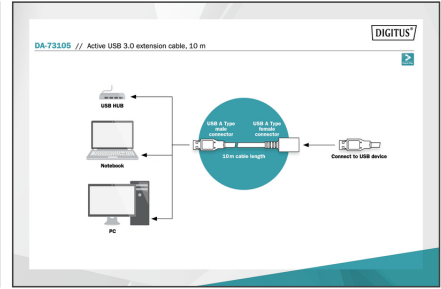 DIGITUS®
DA-73105 // Active USB 3.0 extension cable, 10 m
USB HUB
USB A Type
male
connector
USB A Type
female
connector
10m cable length
Connect to USB device
Notebook
PC